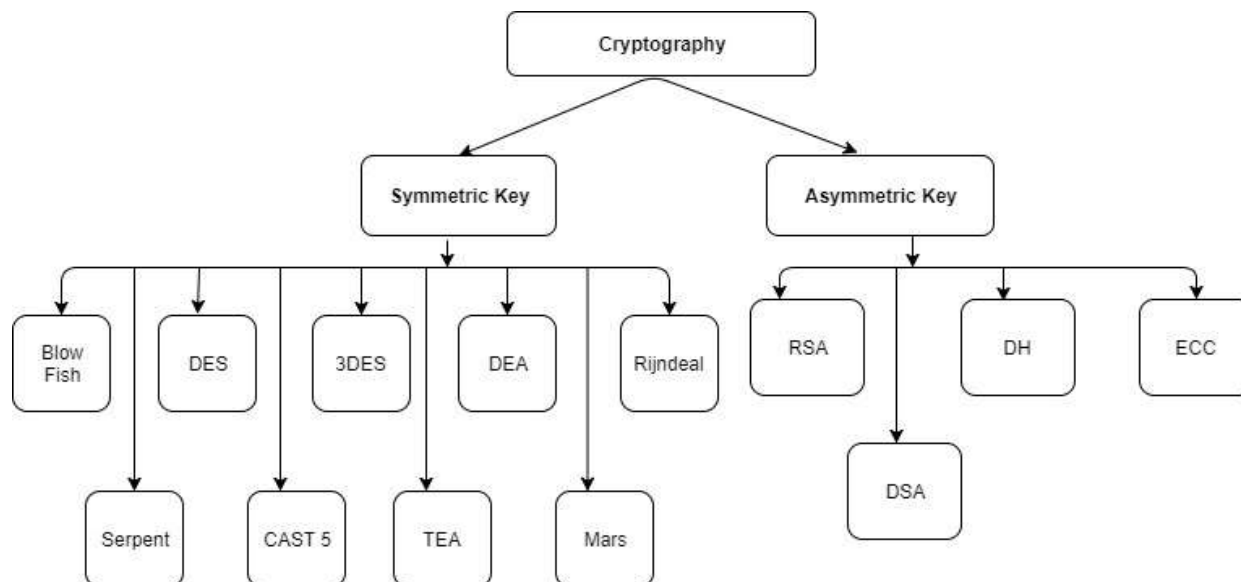 Cryptography
Symmetric Key
Asymmetric Key
Blow
Fish
DES
3DES
DEA
Rijndeal
RSA
DH
ECC
Serpent
CAST 5
TEA
Mars
DSA